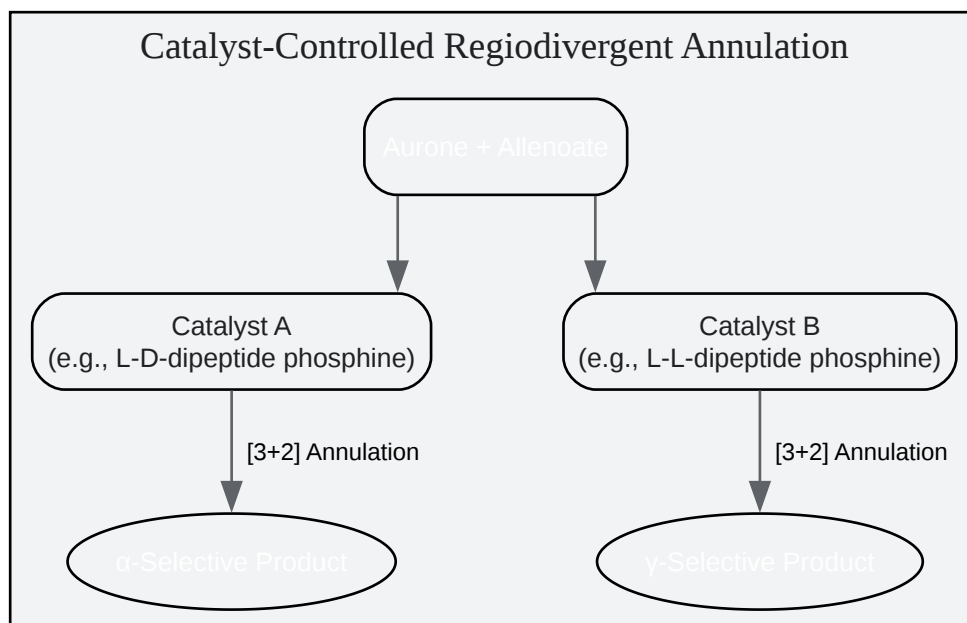 Catalyst-Controlled Regiodivergent Annulation
Aurone + Allenoate
Catalyst A
(e.g., L-D-dipeptide phosphine)
Catalyst B
(e.g., L-L-dipeptide phosphine)
[3+2] Annulation
[3+2] Annulation
α-Selective Product
γ-Selective Product